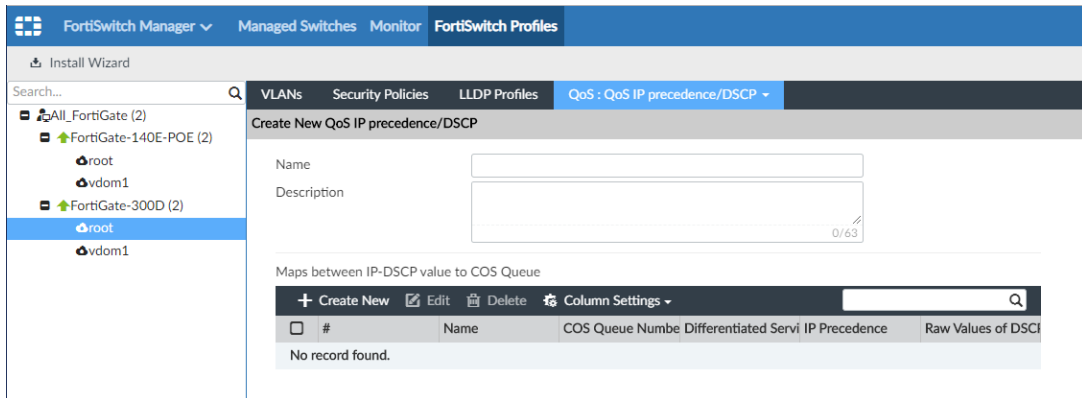 FortiSwitch Manager Managed Switches Monitor FortiSwitch Profiles
Install Wizard
Search...
All_FortiGate (2)
FortiGate-140E-POE (2)
root
vdom1
FortiGate-300D (2)
root
vdom1
VLANs Security Policies LLDP Profiles QoS : QoS IP precedence/DSCP
Create New QoS IP precedence/DSCP
Name
Description
0/63
Maps between IP-DSCP value to COS Queue
Create New Edit Delete Column Settings
# Name COS Queue Numbe Differentiated Servi IP Precedence Raw Values of DSCP
No record found.